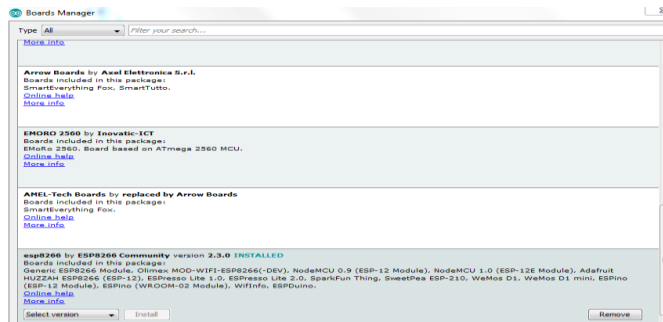 Boards Manager
Type All Filter your search...
More info
Arrow Boards by Axel Elettronica S.r.l.
Boards included in this package:
SmartEverything Fox, SmartTutto.
Online help
More info
EMORO 2560 by Inovatic-ICT
Boards included in this package:
EMoRo 2560. Board based on ATmega 2560 MCU.
Online help
More info
AMEL-Tech Boards by replaced by Arrow Boards
Boards included in this package:
SmartEverything Fox.
Online help
More info
esp8266 by ESP8266 Community version 2.3.0 INSTALLED
Boards included in this package:
Generic ESP8266 Module, Olimex MOD-WIFI-ESP8266(-DEV), NodeMCU 0.9 (ESP-12 Module), NodeMCU 1.0 (ESP-12E Module), Adafruit
HUZZAH ESP8266 (ESP-12), ESPresso Lite 1.0, ESPresso Lite 2.0, SparkFun Thing, SweetPea ESP-210, WeMos D1, WeMos D1 mini, ESPino
(ESP-12 Module), ESPino (WROOM-02 Module), WifInfo, ESPDuino.
Online help
More info
Select version Install Remove